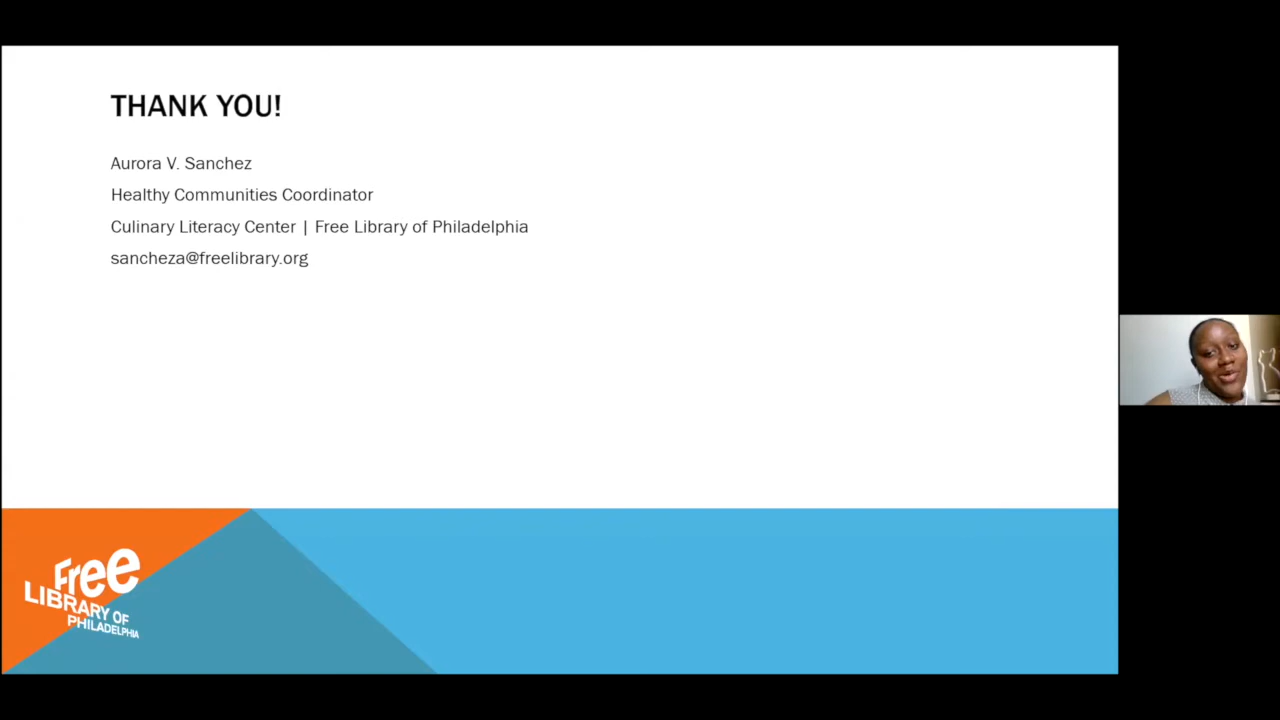 THANK YOU!
Aurora V. Sanchez
Healthy Communities Coordinator
Culinary Literacy Center | Free Library of Philadelphia
sancheza@freelibrary.org
Free
LIBRARY OF
PHILADELPHIA